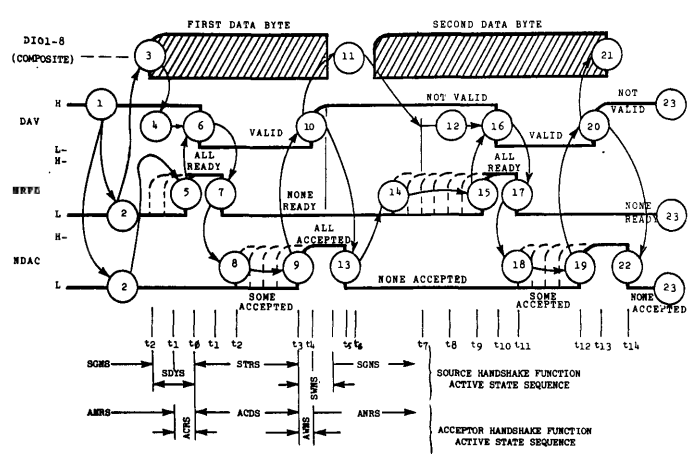 FIRST DATA BYTE
SECOND DATA BYTE
DIO1-8
(COMPOSITE)
3
11
21
H
DAV
L-
1
4
6
VALID
10
NOT VALID
12
16
VALID
20
NOT
VALID
23
H-
NRFD
L
2
ALL
READY
5
7
NONE
READY
14
ALL
READY
15
17
NONE
READY
23
H-
NDAC
L
2
8
SOME
ACCEPTED
9
ALL
ACCEPTED
13
NONE ACCEPTED
18
SOME
ACCEPTED
19
22
NONE
ACCEPTED
23
t2 t1 t0 t1 t2 t3 t4 t5 t6 t7 t8 t9 t10 t11 t12 t13 t14
SGNS
SDYS
STRS
SWNS
SGNS
SOURCE HANDSHAKE FUNCTION
ACTIVE STATE SEQUENCE
ANRS
ACRS
ACDS
AWNS
ANRS
ACCEPTOR HANDSHAKE FUNCTION
ACTIVE STATE SEQUENCE